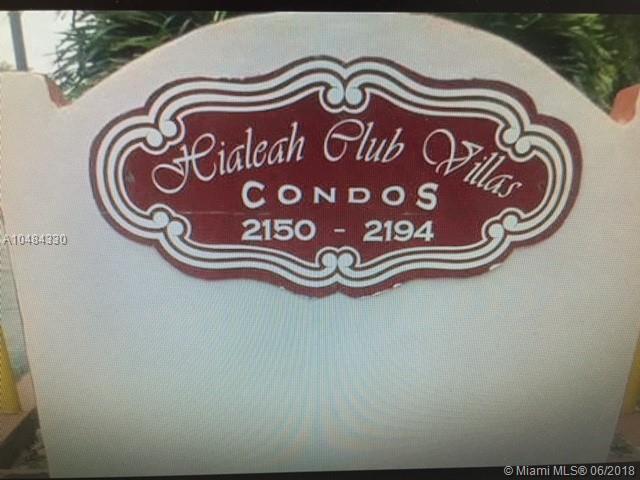 Hialeah Club Villas
CONDOS
2150 - 2194
A10484330
© Miami MLS® 06/2018